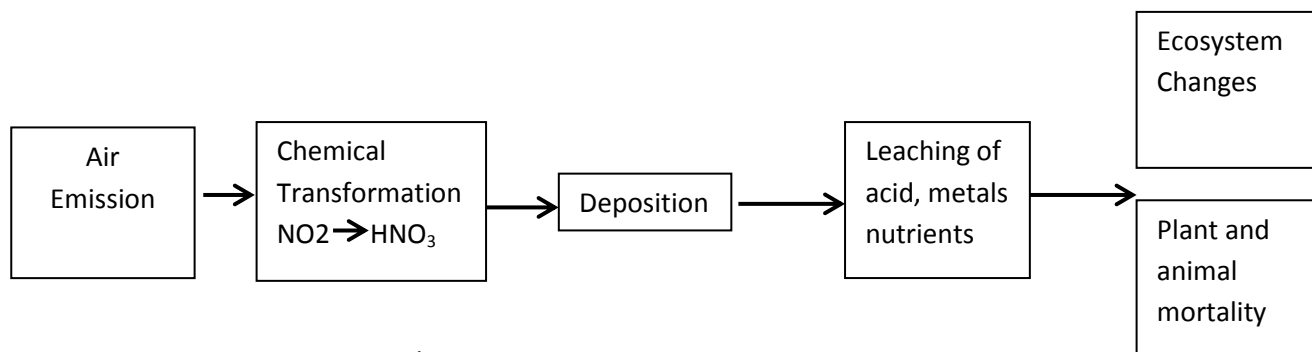 Air
Emission
Chemical
Transformation
NO2→HNO₃
Deposition
Leaching of
acid, metals
nutrients
Ecosystem
Changes
Plant and
animal
mortality